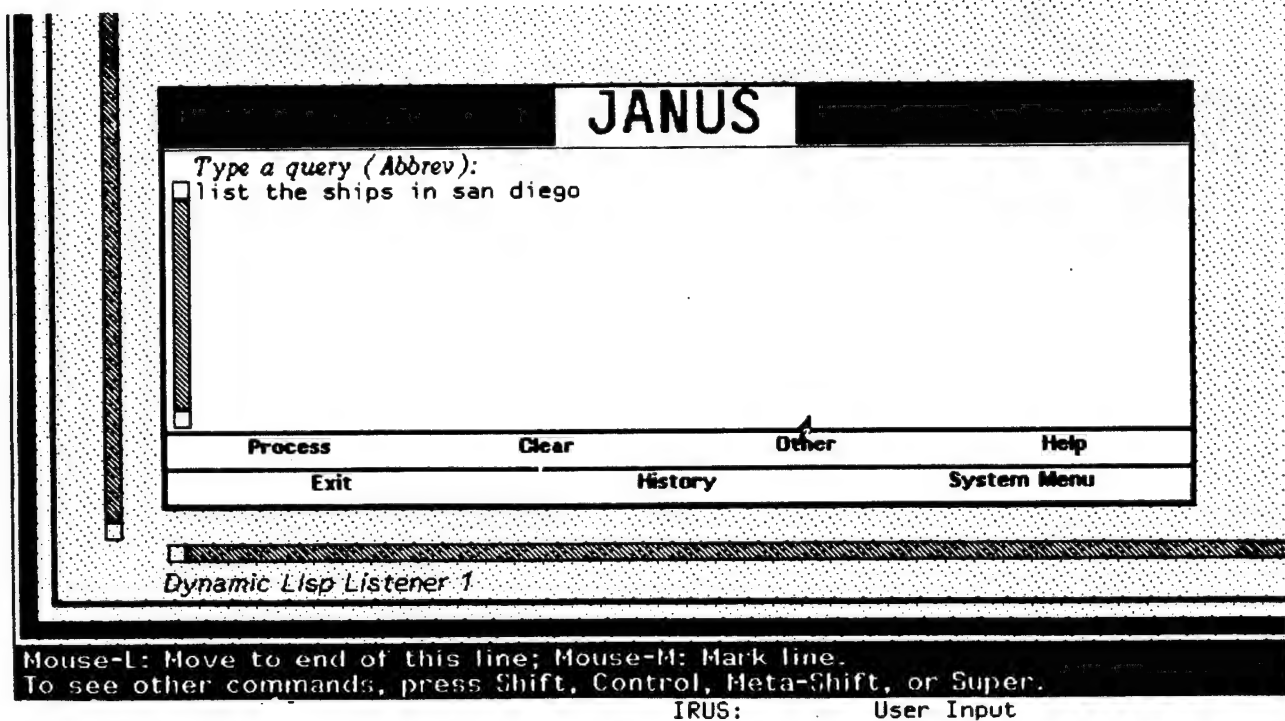 JANUS
Type a query (Abbrev):
list the ships in san diego
Process Clear Other Help
Exit History System Menu
Dynamic Lisp Listener 1
Mouse-L: Move to end of this line; Mouse-M: Mark line.
To see other commands, press Shift, Control, Meta-Shift, or Super.
IRUS: User Input